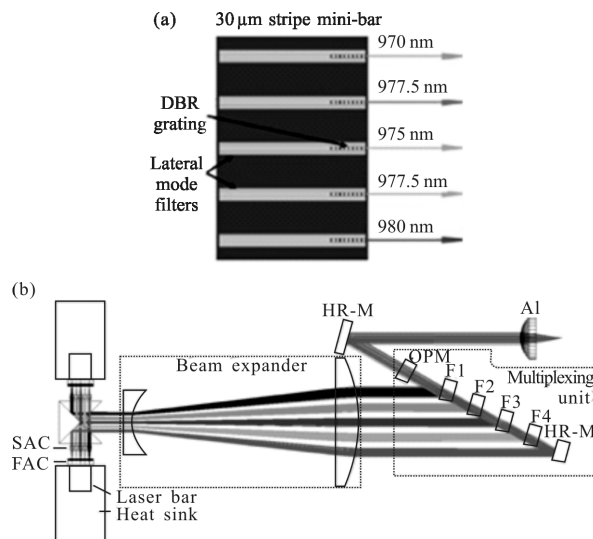 (a) 30 μm stripe mini-bar
970 nm
977.5 nm
DBR
grating
975 nm
Lateral
mode
filters
977.5 nm
980 nm
(b)
HR-M
Al
Beam expander
OPM
F1
Multiplexing
unit
F2
F3
F4
HR-M
SAC
FAC
Laser bar
Heat sink